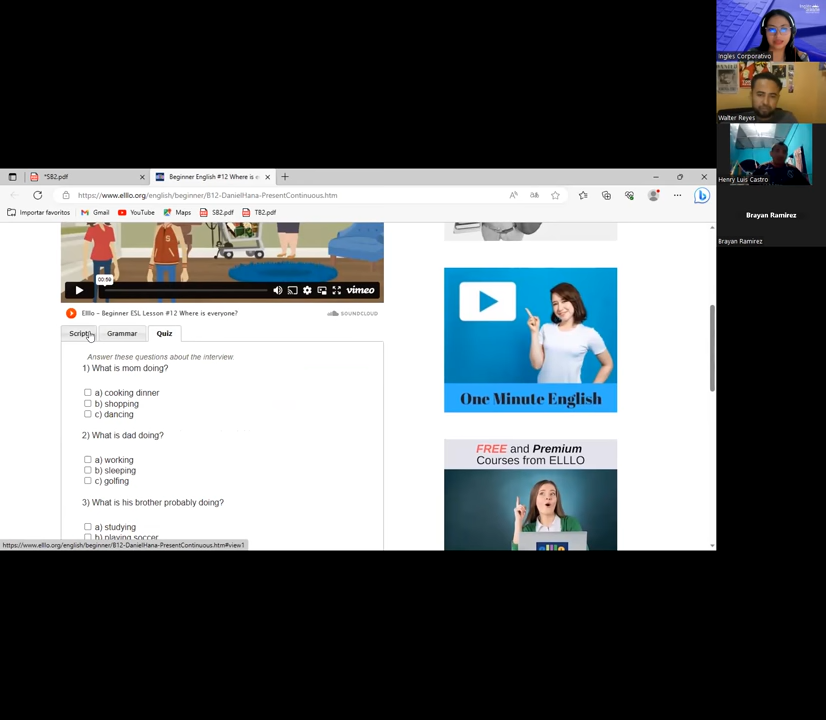 *SB2.pdf
Beginner English #12 Where is e
https://www.elllo.org/english/beginner/B12-DanielHana-PresentContinuous.htm
Importar favoritos
Gmail
YouTube
Maps
SB2.pdf
TB2.pdf
00:59
vimeo
Elllo - Beginner ESL Lesson #12 Where is everyone?
SOUNDCLOUD
Script
Grammar
Quiz
Answer these questions about the interview.
1) What is mom doing?
a) cooking dinner
b) shopping
c) dancing
2) What is dad doing?
a) working
b) sleeping
c) golfing
3) What is his brother probably doing?
a) studying
b) playing soccer
https://www.elllo.org/english/beginner/B12-DanielHana-PresentContinuous.htm#view1
One Minute English
FREE and Premium
Courses from ELLLO
Ingles Corporativo
Walter Reyes
Henry Luis Castro
Brayan Ramirez
Brayan Ramirez